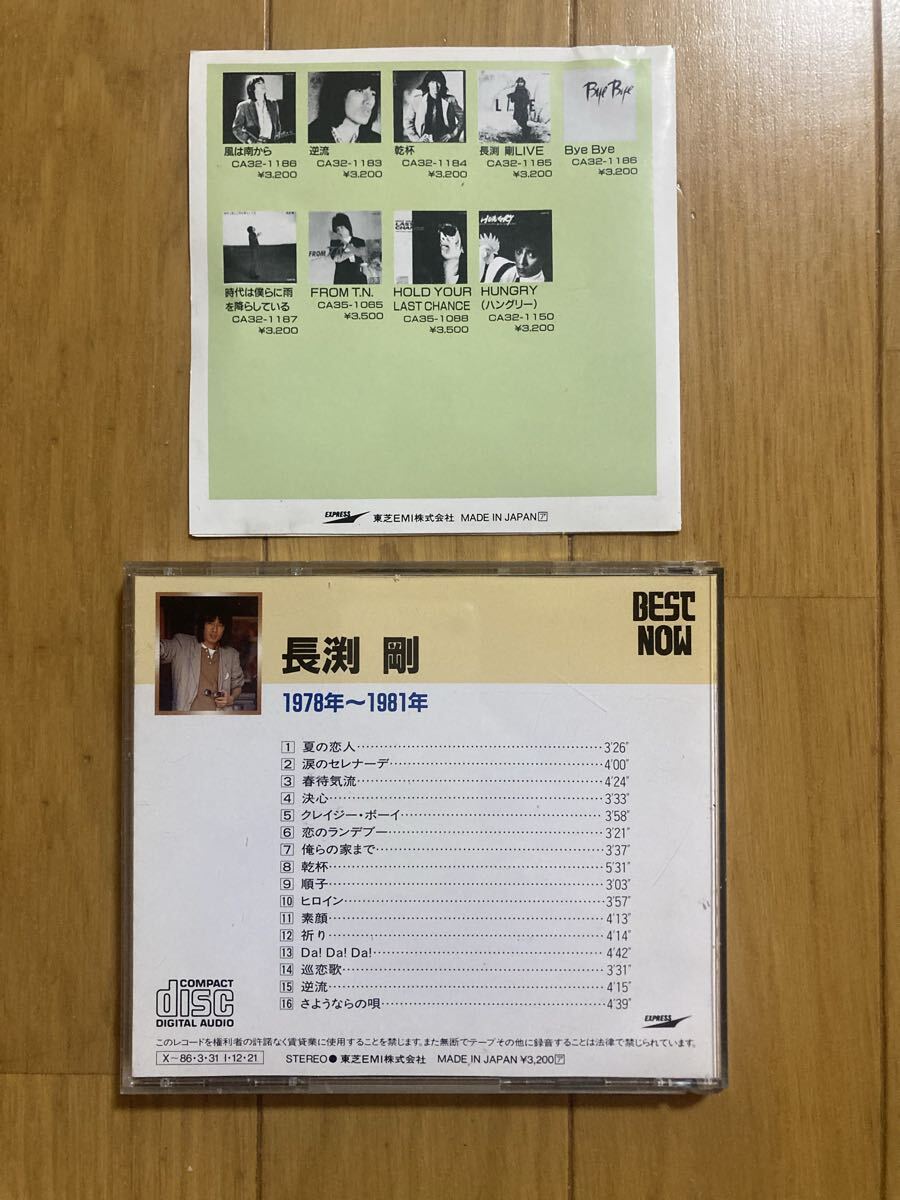 風は南から
CA32-1186
¥3,200
逆流
CA32-1183
¥3,200
乾杯
CA32-1184
¥3,200
LIVE
長渕 剛LIVE
CA32-1185
¥3,200
Bye Bye
Bye Bye
CA32-1186
¥3,200
時代は僕らに雨
を降らしている
CA32-1187
¥3,200
FROM T.N.
CA35-1065
¥3,500
LAST
HOLD YOUR
LAST CHANCE
CA35-1088
¥3,500
HUNGRY
HUNGRY
(ハングリー)
CA32-1150
¥3,200
EXPRESS 東芝EMI株式会社 MADE IN JAPAN ア
BEST
NOW
長渕 剛
1978年〜1981年
1 夏の恋人 3'26"
2 涙のセレナーデ 4'00"
3 春待気流 4'24"
4 決心 3'33"
5 クレイジー・ボーイ 3'58"
6 恋のランデブー 3'21"
7 俺らの家まで 3'37"
8 乾杯 5'31"
9 順子 3'03"
10 ヒロイン 3'57"
11 素顔 4'13"
12 祈り 4'14"
13 Da! Da! Da! 4'42"
14 巡恋歌 3'31"
15 逆流 4'15"
16 さようならの唄 4'39"
COMPACT
disc
DIGITAL AUDIO
EXPRESS
このレコードを権利者の許諾なく賃貸業に使用することを禁じます。また無断でテープその他に録音することは法律で禁じられています。
X〜86・3・31 I・12・21 STEREO● 東芝EMI株式会社 MADE IN JAPAN ¥3,200 ア